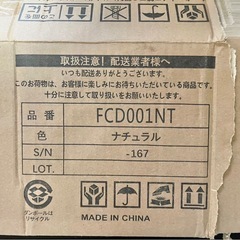 取扱注意！配送業者様へ
いつも配送ありがとうございます。
このお荷物は、お客様に心よりお待ちいただいている商品です。
十分に注意して取り扱いをお願いいたします。
品番 FCD001NT
色 ナチュラル
S/N -167
LOT.
ダンボールは
リサイクル
MADE IN CHINA